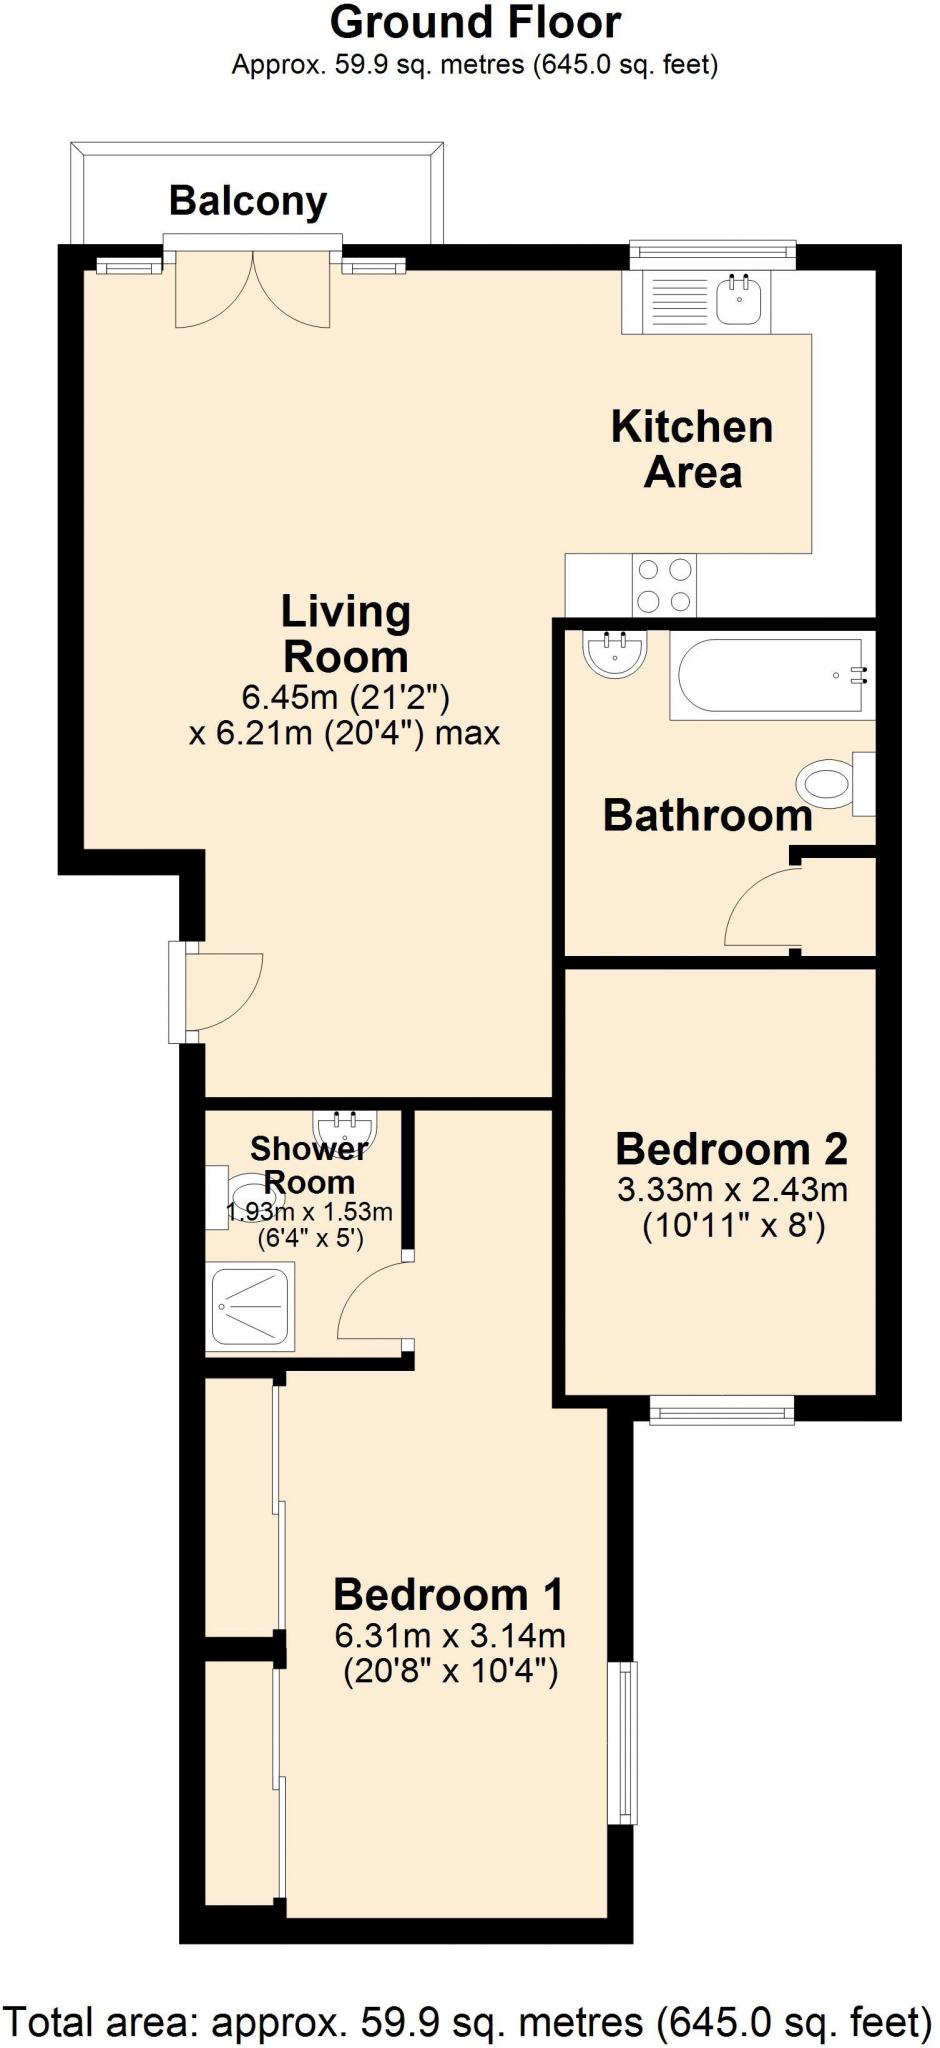 Ground Floor
Approx. 59.9 sq. metres (645.0 sq. feet)
Balcony
Kitchen
Area
Living
Room
6.45m (21'2")
x 6.21m (20'4") max
Bathroom
Bedroom 2
3.33m x 2.43m
(10'11" x 8')
Shower
Room
1.93m x 1.53m
(6'4" x 5')
Bedroom 1
6.31m x 3.14m
(20'8" x 10'4")
Total area: approx. 59.9 sq. metres (645.0 sq. feet)